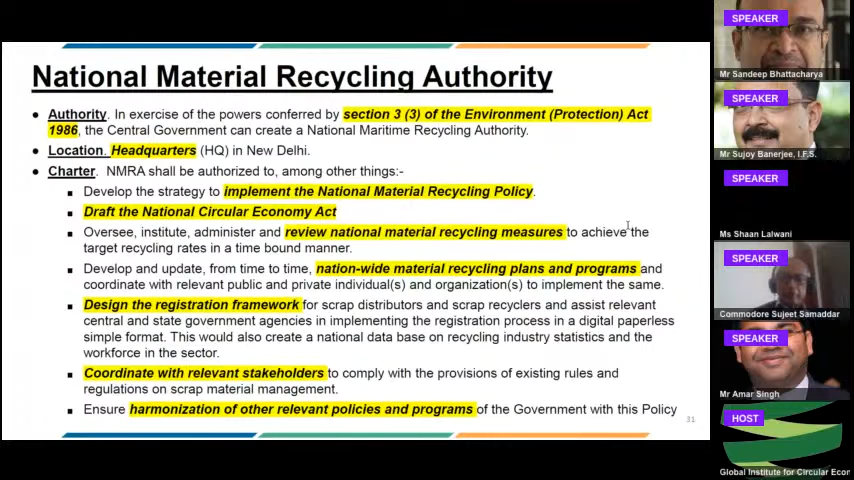 National Material Recycling Authority
● Authority. In exercise of the powers conferred by section 3 (3) of the Environment (Protection) Act
1986, the Central Government can create a National Maritime Recycling Authority.
● Location. Headquarters (HQ) in New Delhi.
● Charter. NMRA shall be authorized to, among other things:-
▪ Develop the strategy to implement the National Material Recycling Policy.
▪ Draft the National Circular Economy Act
▪ Oversee, institute, administer and review national material recycling measures to achieve the
target recycling rates in a time bound manner.
▪ Develop and update, from time to time, nation-wide material recycling plans and programs and
coordinate with relevant public and private individual(s) and organization(s) to implement the same.
▪ Design the registration framework for scrap distributors and scrap recyclers and assist relevant
central and state government agencies in implementing the registration process in a digital paperless
simple format. This would also create a national data base on recycling industry statistics and the
workforce in the sector.
▪ Coordinate with relevant stakeholders to comply with the provisions of existing rules and
regulations on scrap material management.
▪ Ensure harmonization of other relevant policies and programs of the Government with this Policy
31
SPEAKER
Mr Sandeep Bhattacharya
SPEAKER
Mr Sujoy Banerjee, I.F.S.
SPEAKER
Ms Shaan Lalwani
SPEAKER
Commodore Sujeet Samaddar
SPEAKER
Mr Amar Singh
HOST
Global Institute for Circular Econ